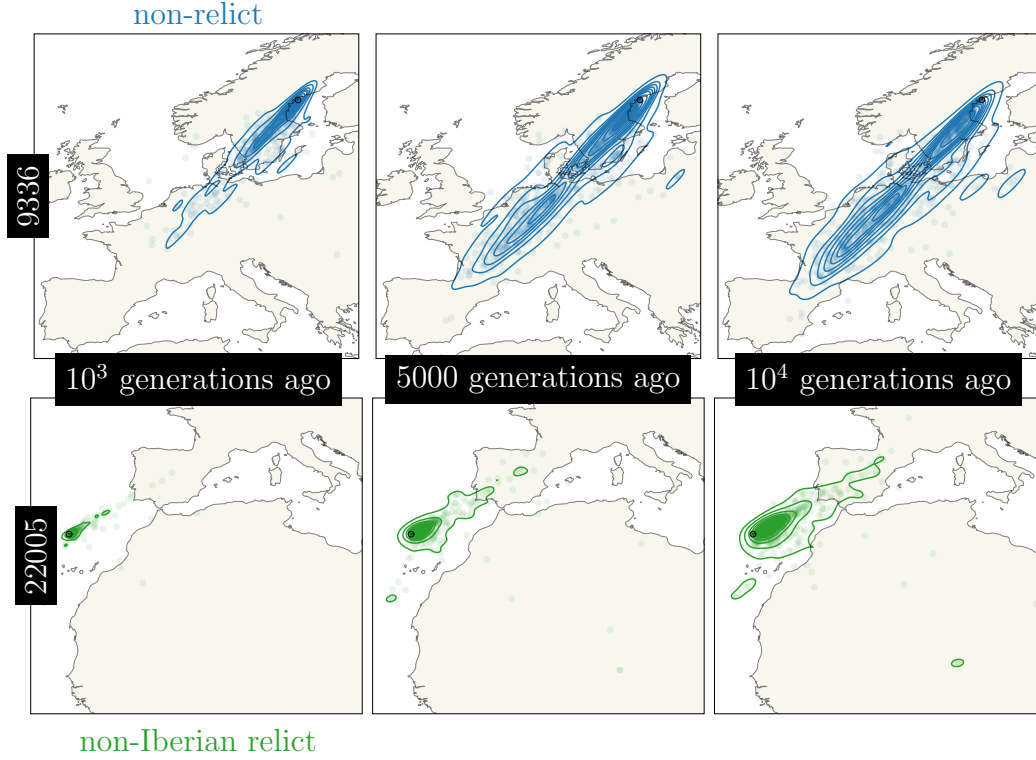 non-relict
9336
10³ generations ago
5000 generations ago
10⁴ generations ago
22005
non-Iberian relict